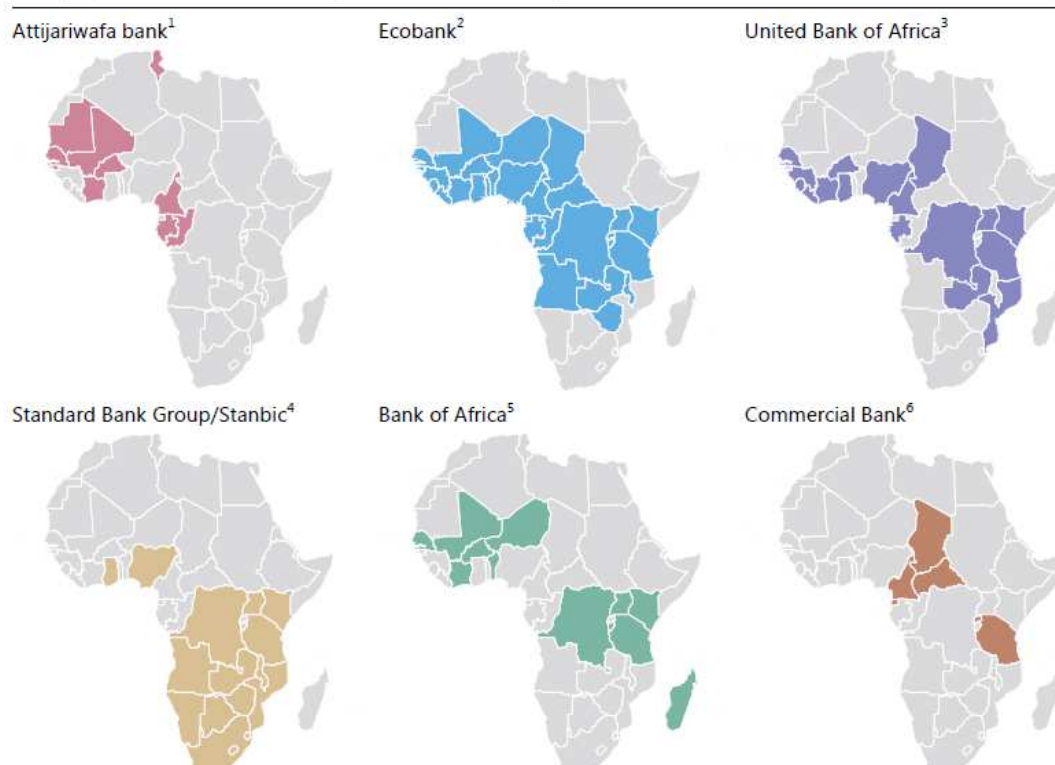 Attijariwafa bank1
Ecobank2
United Bank of Africa3
Standard Bank Group/Stanbic4
Bank of Africa5
Commercial Bank6